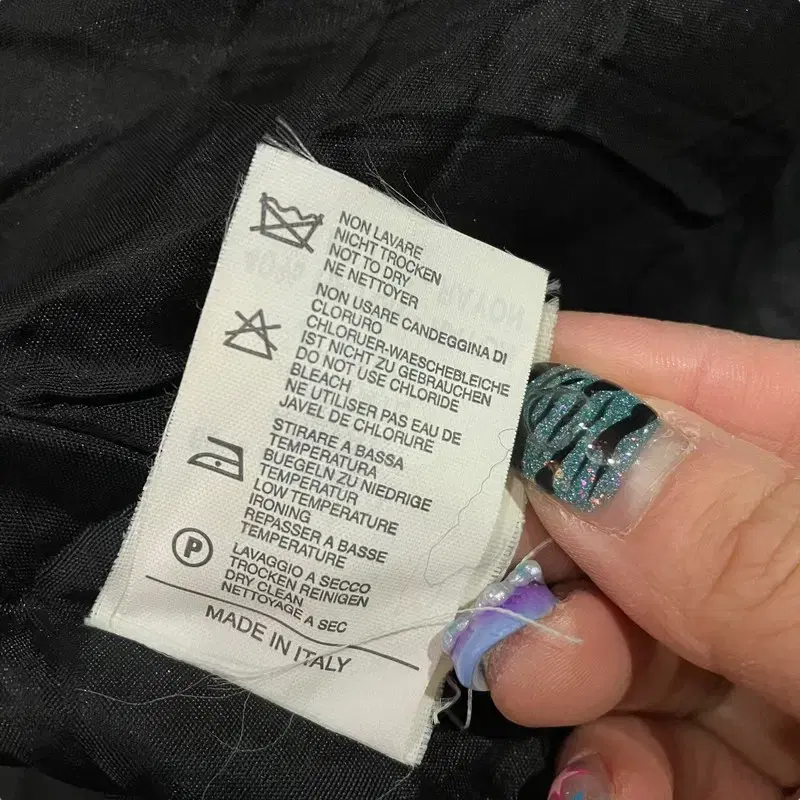 NON LAVARE
NICHT TROCKEN
NOT TO DRY
NE NETTOYER
NON USARE CANDEGGINA DI
CLORURO
CHLORUER-WAESCHEBLEICHE
IST NICHT ZU GEBRAUCHEN
DO NOT USE CHLORIDE
BLEACH
NE UTILISER PAS EAU DE
JAVEL DE CHLORURE
STIRARE A BASSA
TEMPERATURA
BUEGELN ZU NIEDRIGE
TEMPERATUR
LOW TEMPERATURE
IRONING
REPASSER A BASSE
TEMPERATURE
P
LAVAGGIO A SECCO
TROCKEN REINIGEN
DRY CLEAN
NETTOYAGE A SEC
MADE IN ITALY